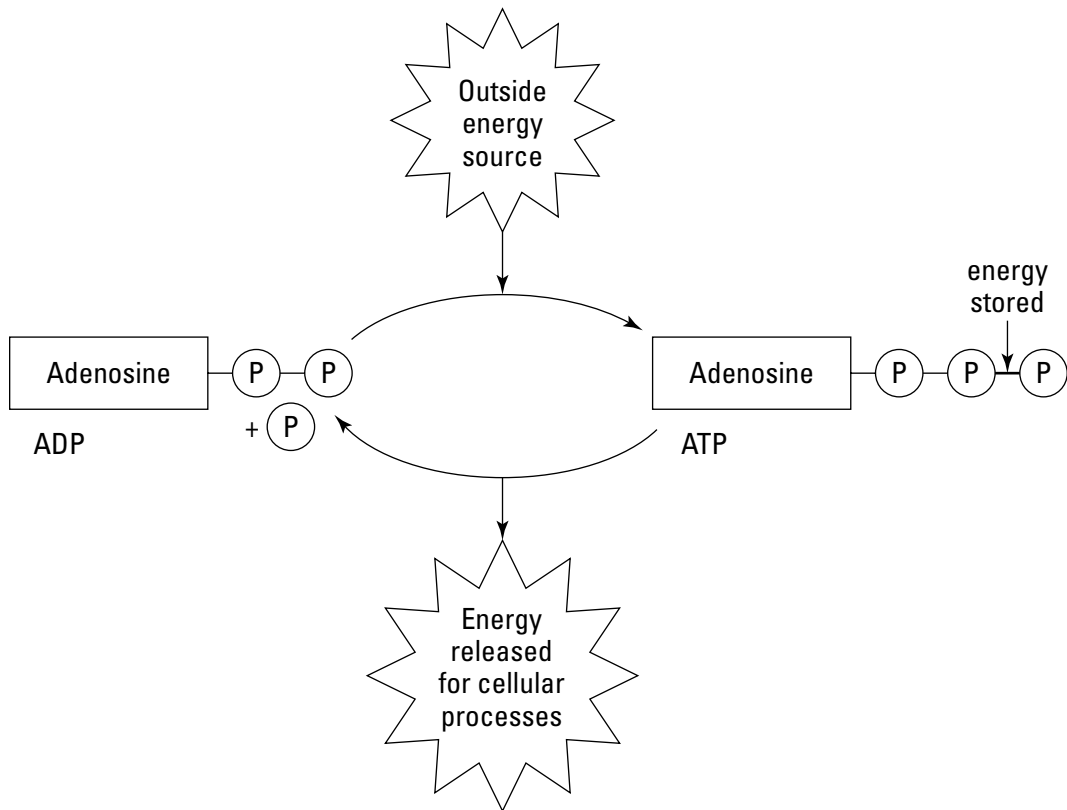 Outside
energy
source
energy
stored
Adenosine
P
P
+ P
ADP
Adenosine
P
P
P
ATP
Energy
released
for cellular
processes